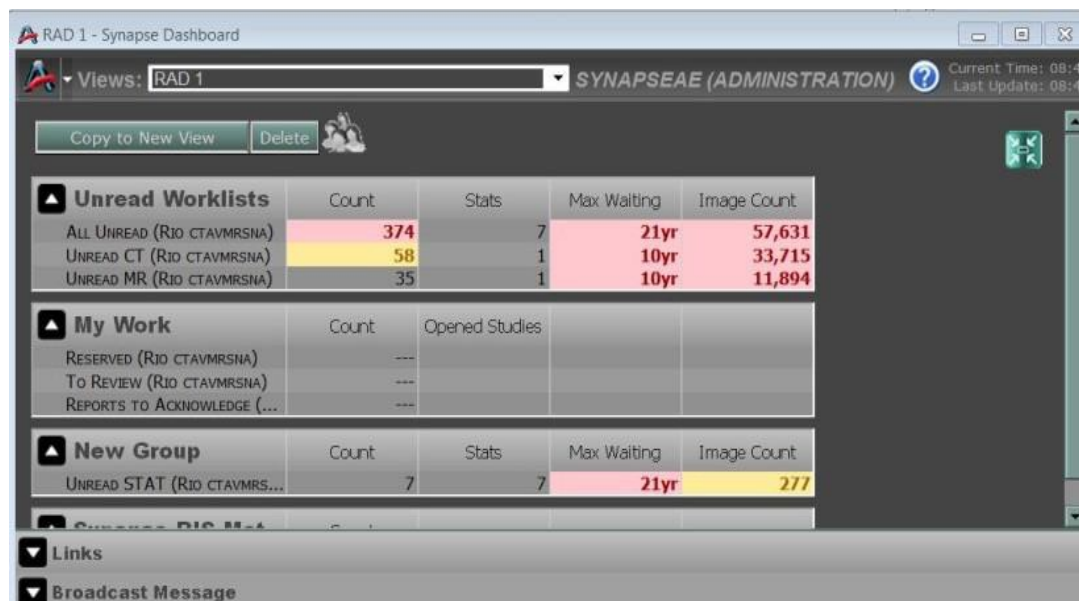 RAD 1 - Synapse Dashboard
Views: RAD 1 SYNAPSEAE (ADMINISTRATION) ? Current Time: 08:4
Last Update: 08:4
Copy to New View Delete
Unread Worklists Count Stats Max Waiting Image Count
ALL UNREAD (RIO CTAVMRSNA) 374 7 21yr 57,631
UNREAD CT (RIO CTAVMRSNA) 58 1 10yr 33,715
UNREAD MR (RIO CTAVMRSNA) 35 1 10yr 11,894
My Work Count Opened Studies
RESERVED (RIO CTAVMRSNA) ---
TO REVIEW (RIO CTAVMRSNA) ---
REPORTS TO ACKNOWLEDGE (... ---
New Group Count Stats Max Waiting Image Count
UNREAD STAT (RIO CTAVMRS... 7 7 21yr 277
Links
Broadcast Message